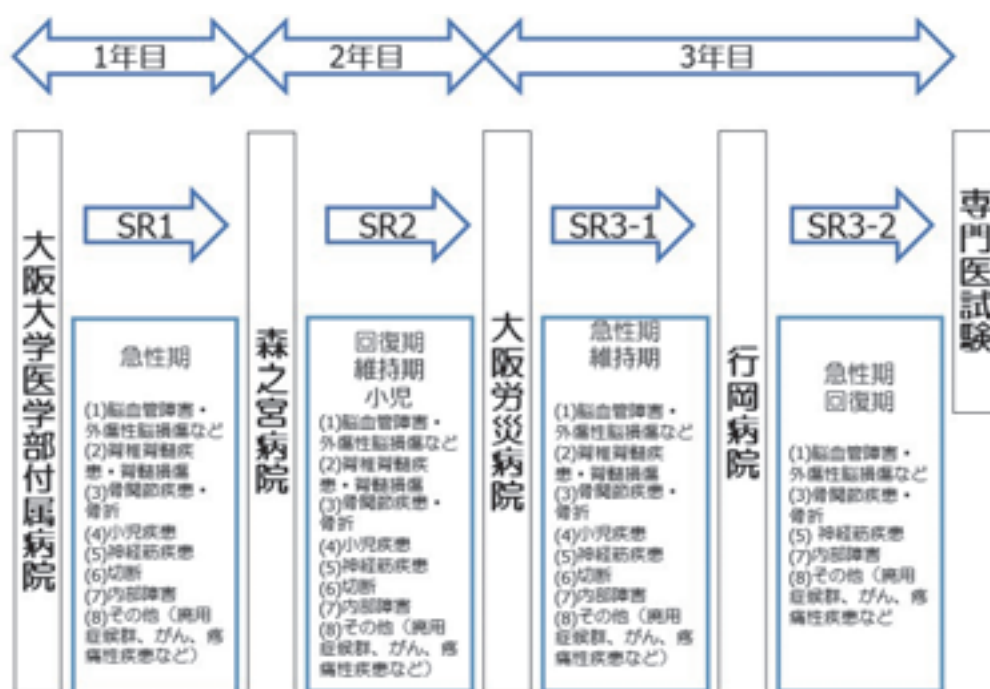 1年目
2年目
3年目
大阪大学医学部付属病院
SR1
急性期
(1)脳血管障害・
外傷性脳損傷など
(2)脊椎脊髄疾
患・脊髄損傷
(3)骨関節疾患・
骨折
(4)小児疾患
(5)神経筋疾患
(6)切断
(7)内部障害
(8)その他（廃用
症候群、がん、疼
痛性疾患など）
森之宮病院
SR2
回復期
維持期
小児
(1)脳血管障害・
外傷性脳損傷など
(2)脊椎脊髄疾
患・脊髄損傷
(3)骨関節疾患・
骨折
(4)小児疾患
(5)神経筋疾患
(6)切断
(7)内部障害
(8)その他（廃用
症候群、がん、疼
痛性疾患など）
大阪労災病院
SR3-1
急性期
維持期
(1)脳血管障害・
外傷性脳損傷など
(2)脊椎脊髄疾
患・脊髄損傷
(3)骨関節疾患・
骨折
(4)小児疾患
(5)神経筋疾患
(6)切断
(7)内部障害
(8)その他（廃用
症候群、がん、疼
痛性疾患など）
行岡病院
SR3-2
急性期
回復期
(1)脳血管障害・
外傷性脳損傷など
(3)骨関節疾患・
骨折
(5) 神経筋疾患
(7)内部障害
(8)その他（廃用
症候群、がん、疼
痛性疾患など
専門医試験